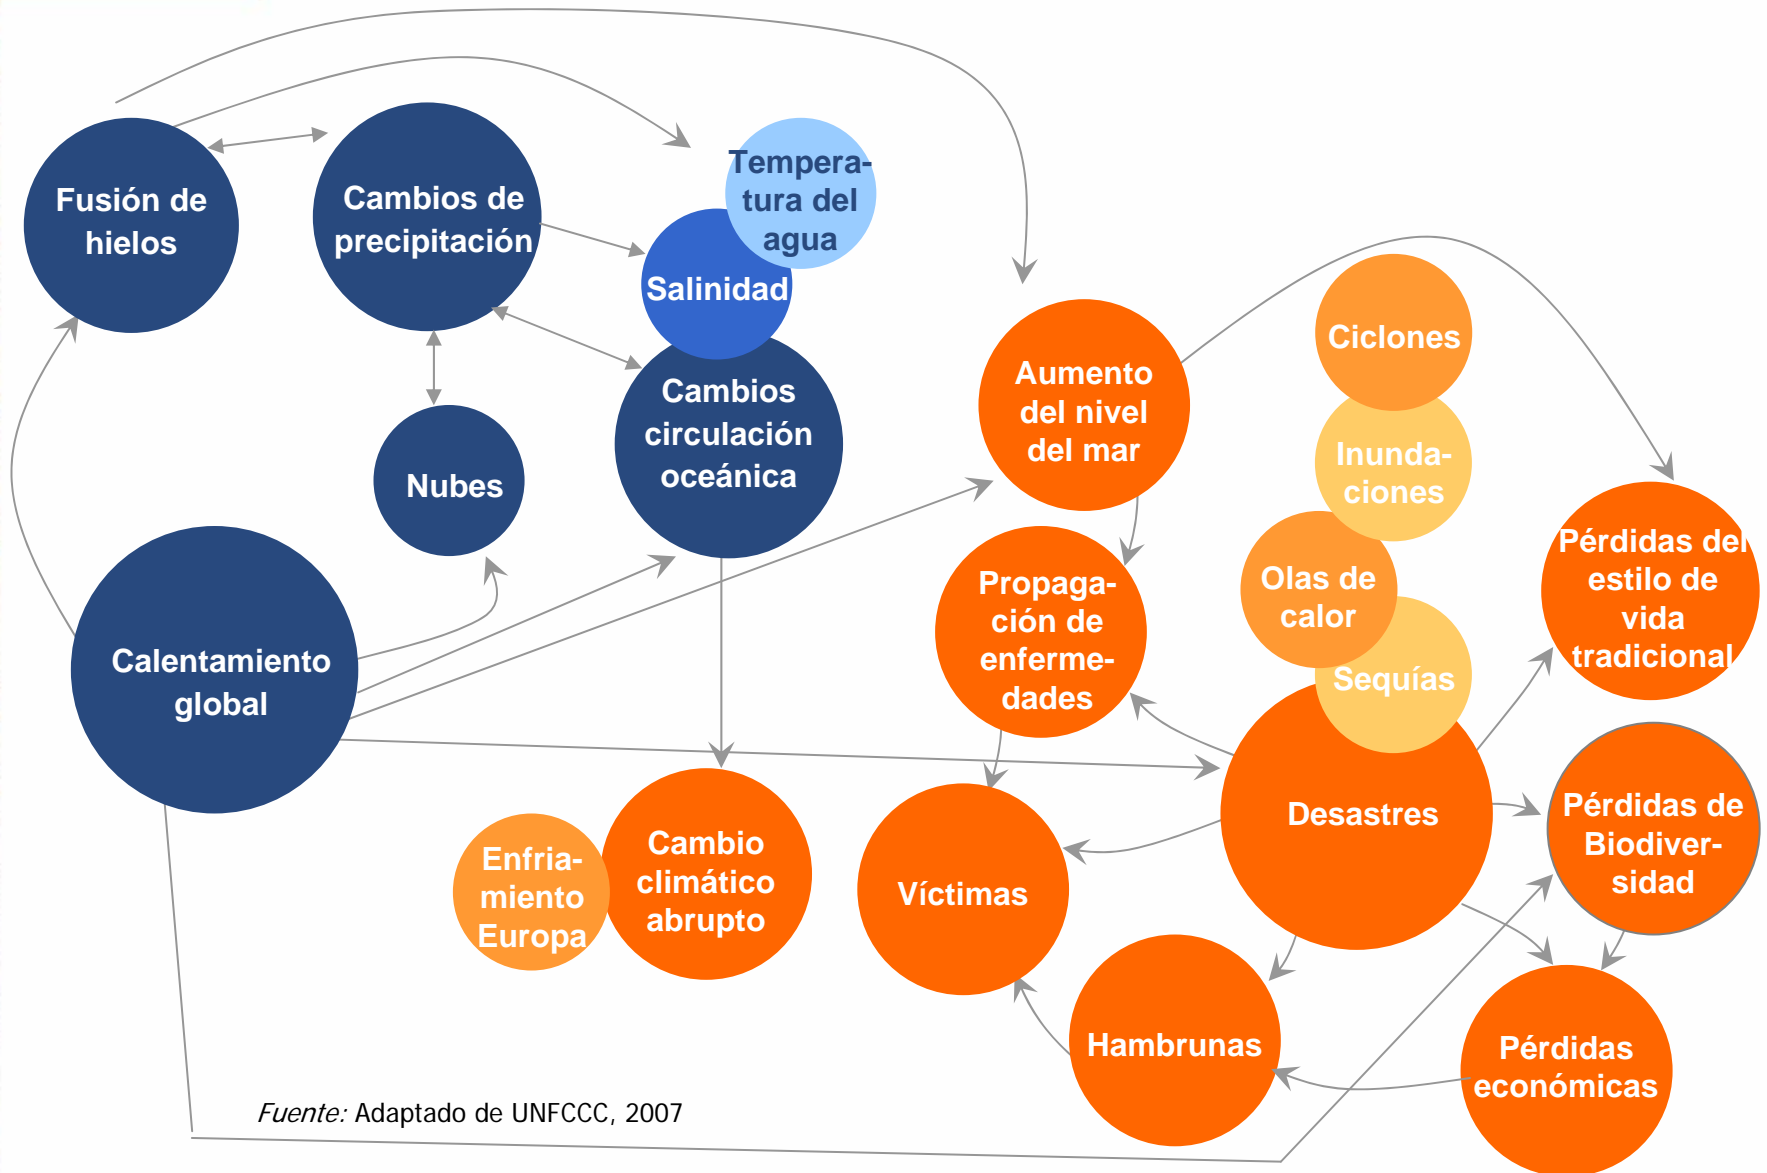 Fusión de
hielos
Cambios de
precipitación
Tempera-
tura del
agua
Salinidad
Cambios
circulación
oceánica
Nubes
Calentamiento
global
Aumento
del nivel
del mar
Ciclones
Inunda-
ciones
Olas de
calor
Sequías
Pérdidas del
estilo de
vida
tradicional
Propaga-
ción de
enferme-
dades
Desastres
Pérdidas de
Biodiver-
sidad
Enfria-
miento
Europa
Cambio
climático
abrupto
Víctimas
Hambrunas
Pérdidas
económicas
Fuente: Adaptado de UNFCCC, 2007